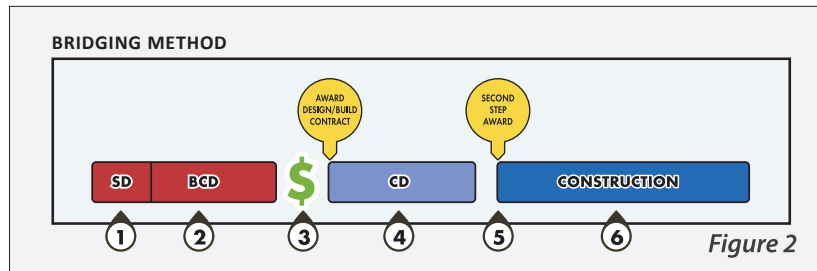 BRIDGING METHOD
AWARD
DESIGN/BUILD
CONTRACT
SECOND
STEP
AWARD
SD
BCD
$
CD
CONSTRUCTION
1
2
3
4
5
6
Figure 2